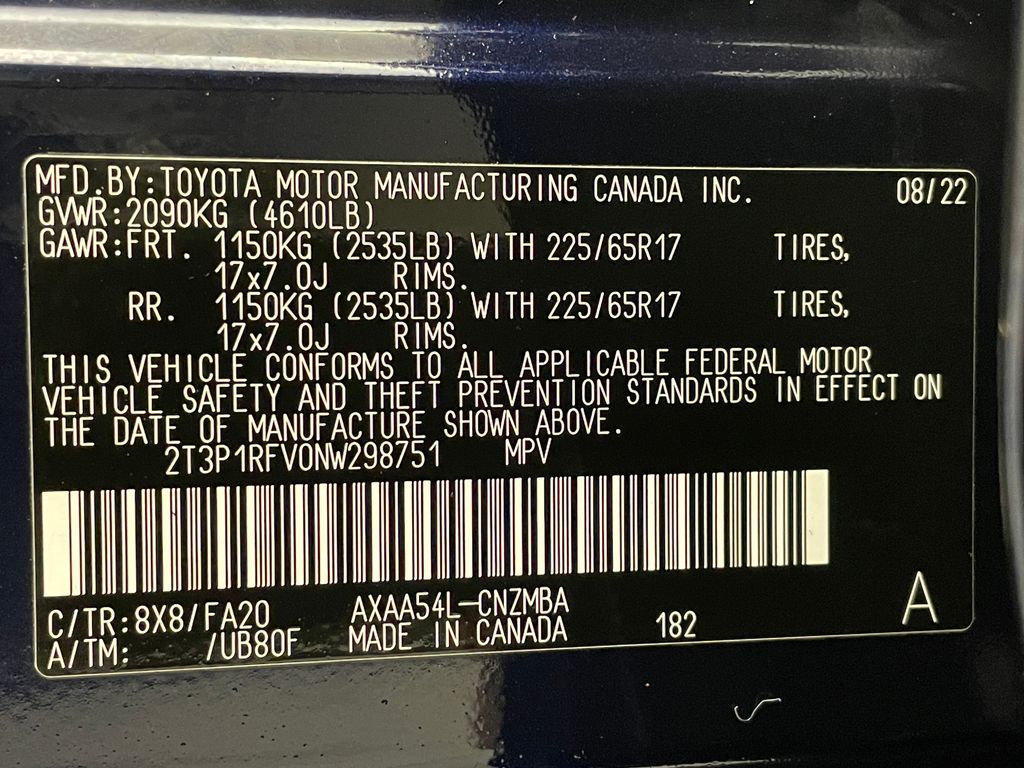 MFD.BY:TOYOTA MOTOR MANUFACTURING CANADA INC. 08/22
GVWR:2090KG (4610LB)
GAWR:FRT. 1150KG (2535LB) WITH 225/65R17 TIRES,
17x7.0J RIMS.
RR. 1150KG (2535LB) WITH 225/65R17 TIRES,
17x7.0J RIMS.
THIS VEHICLE CONFORMS TO ALL APPLICABLE FEDERAL MOTOR
VEHICLE SAFETY AND THEFT PREVENTION STANDARDS IN EFFECT ON
THE DATE OF MANUFACTURE SHOWN ABOVE.
2T3P1RFV0NW298751 MPV
C/TR:8X8/FA20 AXAA54L-CNZMBA
A/TM: /UB80F MADE IN CANADA 182 A